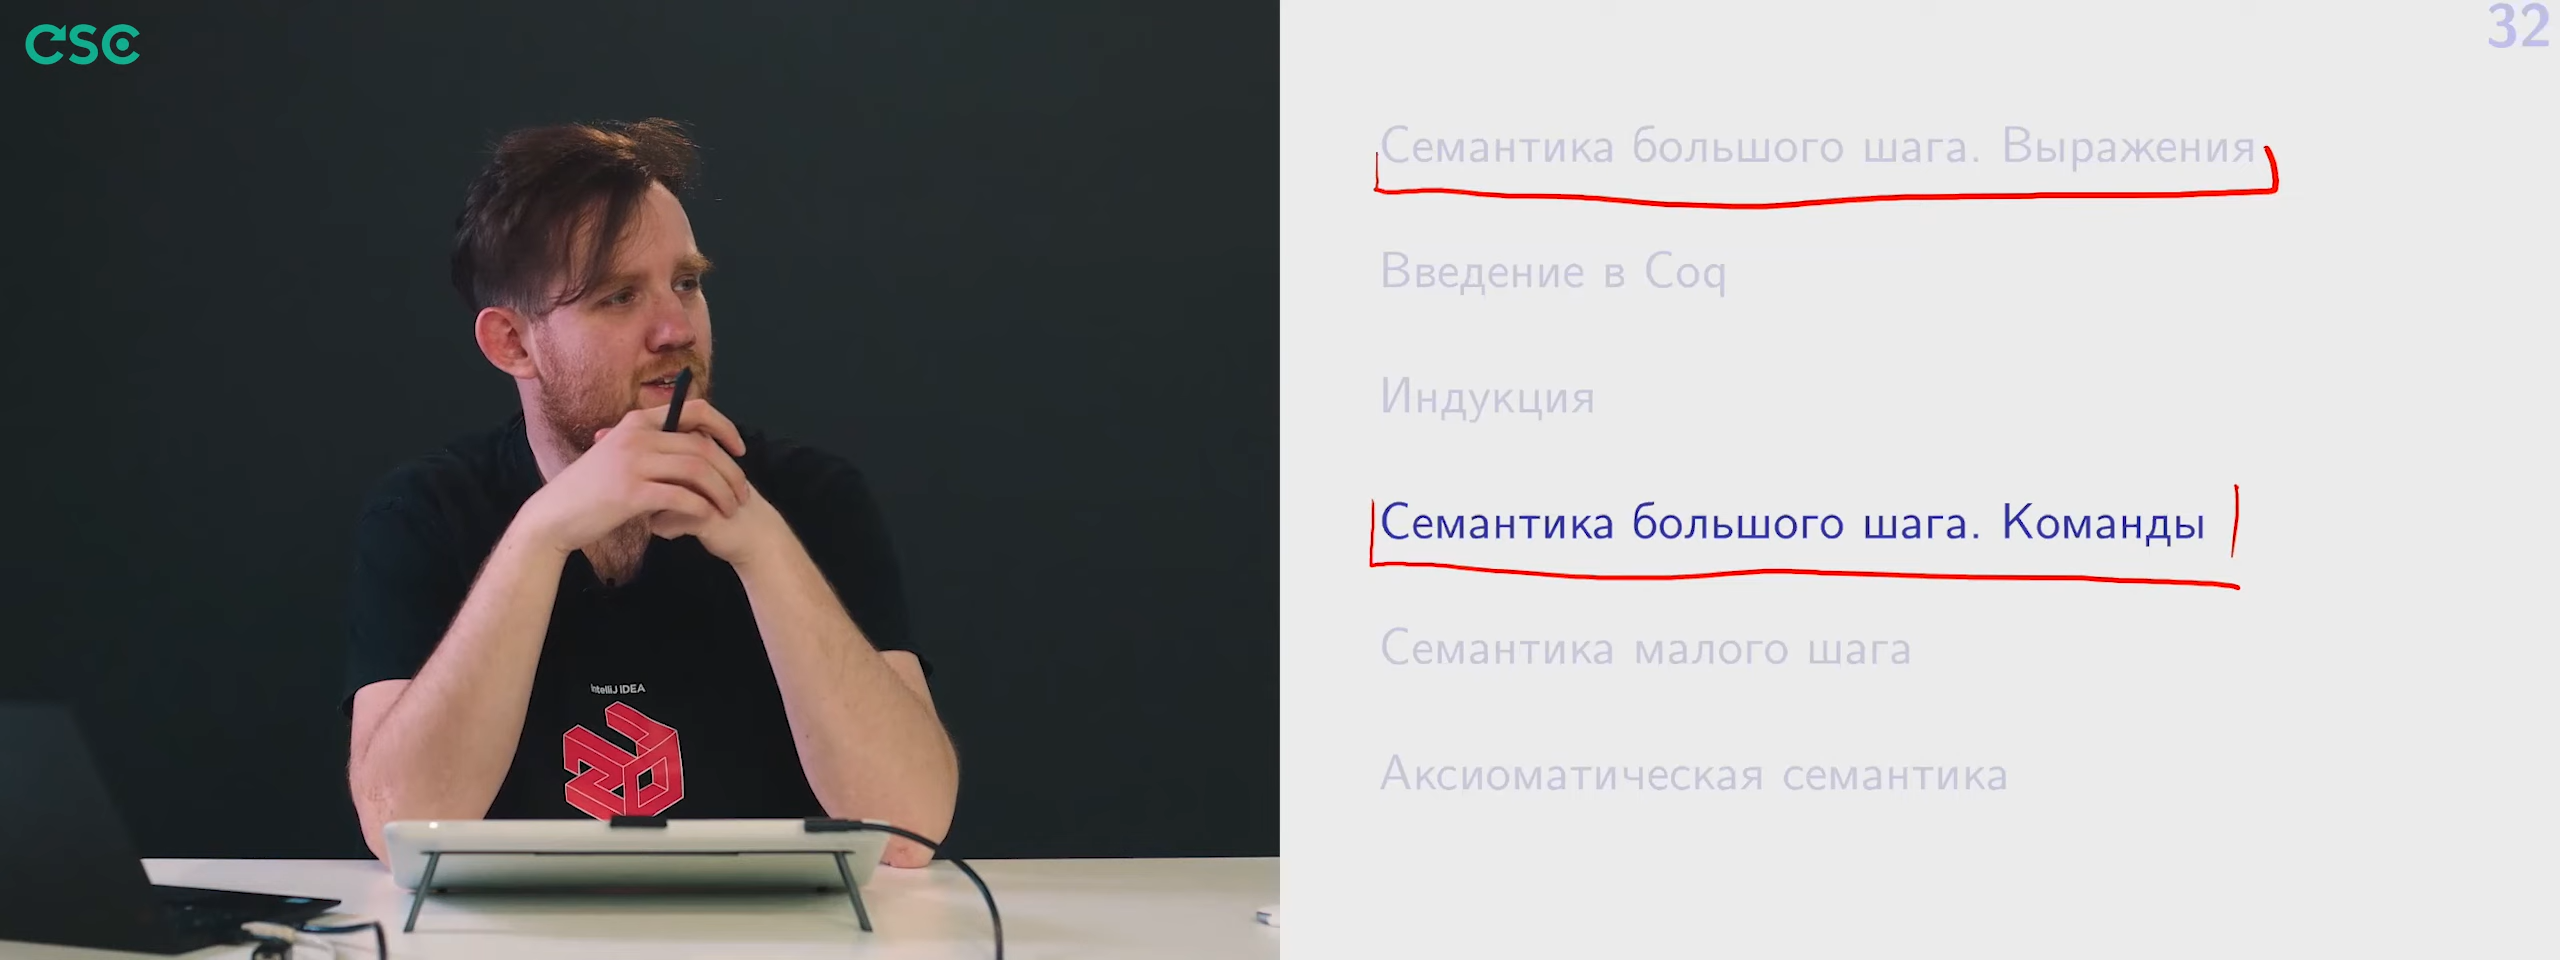 CSC
32
Семантика большого шага. Выражения
Введение в Coq
Индукция
Семантика большого шага. Команды
Семантика малого шага
Аксиоматическая семантика
IntelliJ IDEA